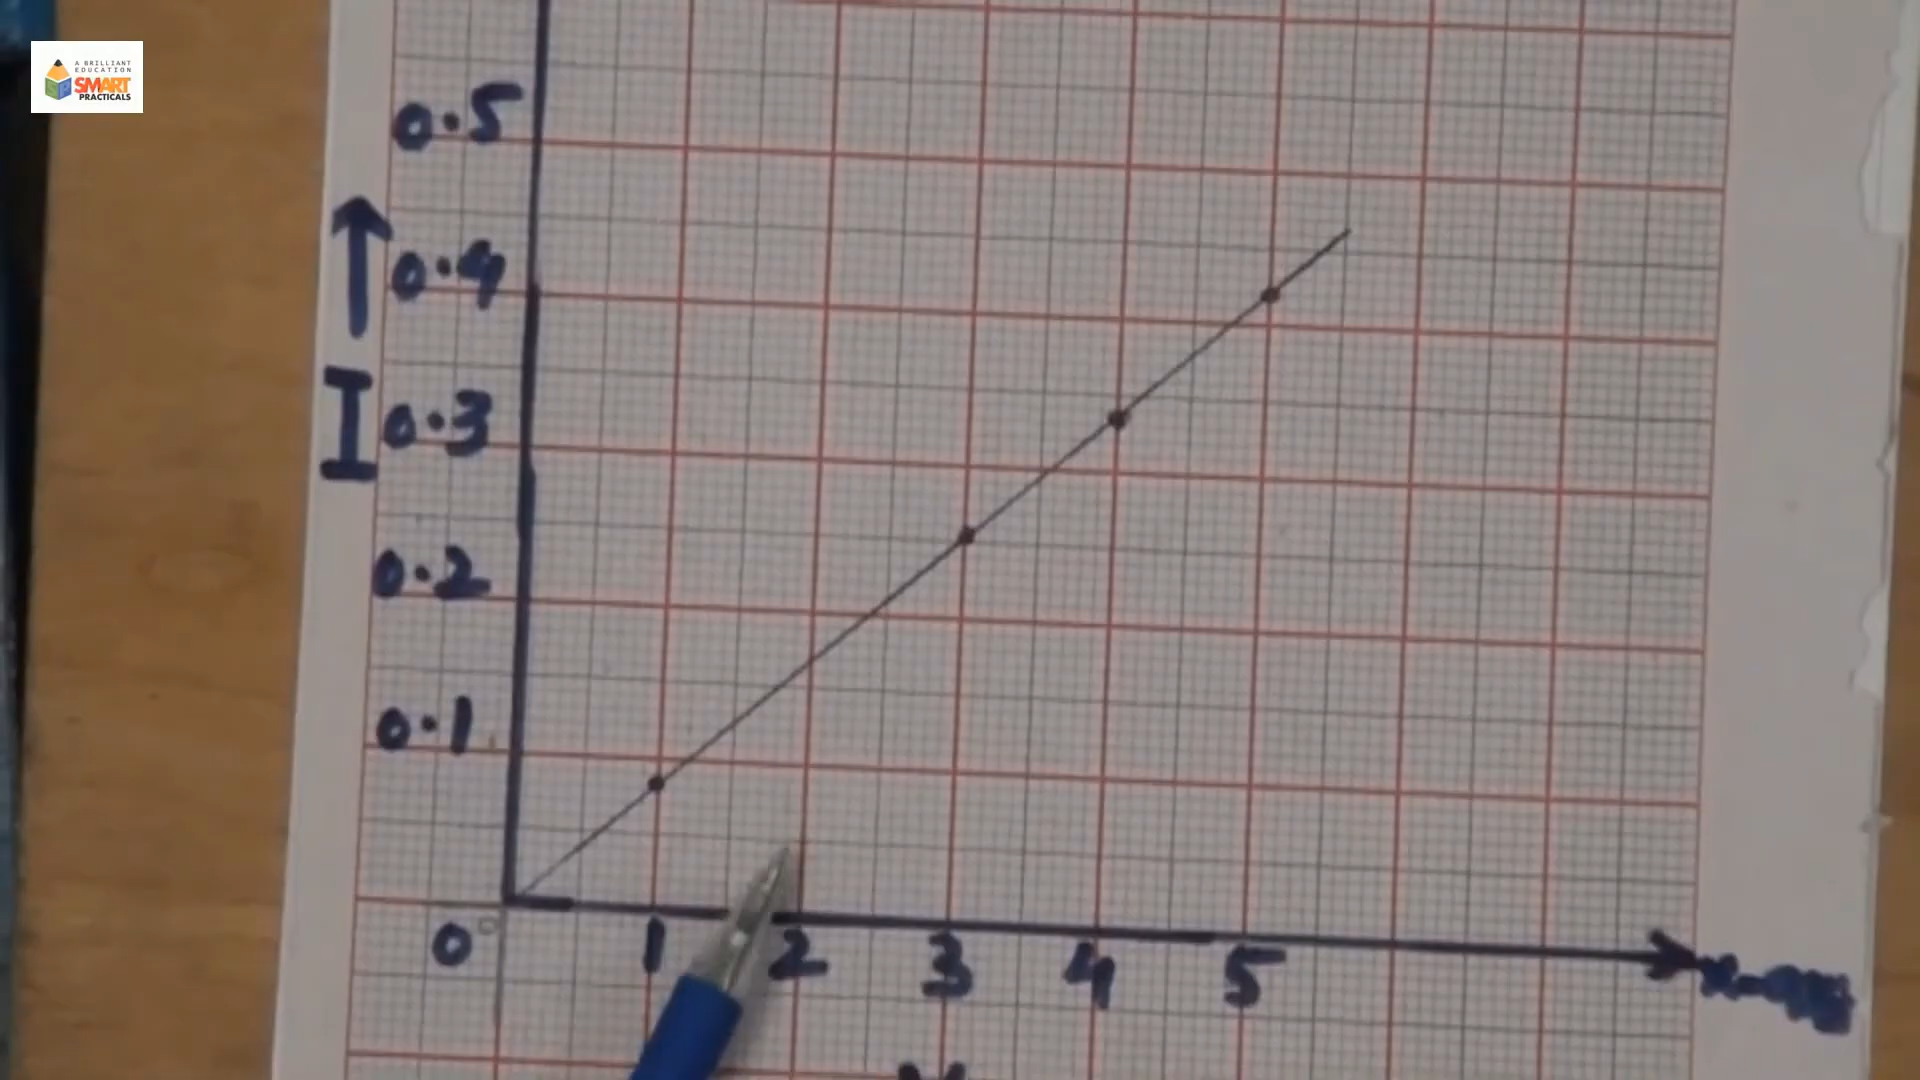 A BRILLIANT
EDUCATION
SMART
PRACTICALS
0.5
0.4
I 0.3
0.2
0.1
0 1 2 3 4 5